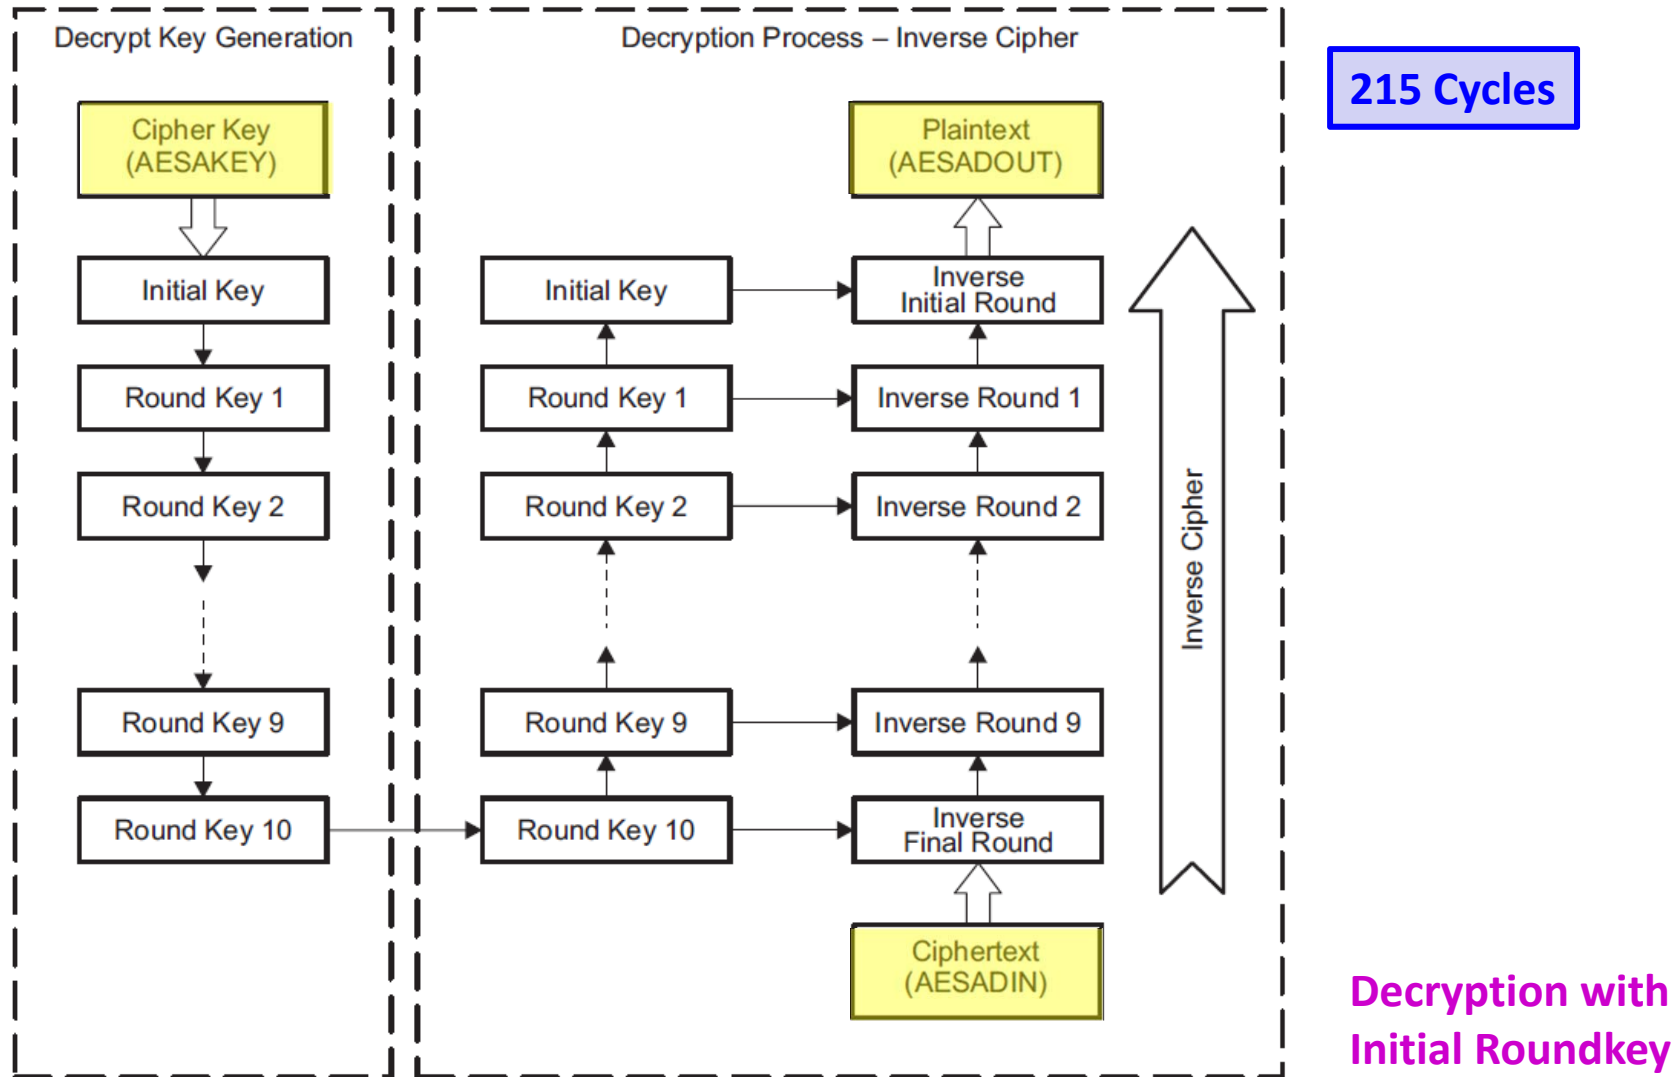 Decrypt Key Generation
Cipher Key
(AESAKEY)
Initial Key
Round Key 1
Round Key 2
Round Key 9
Round Key 10
Decryption Process – Inverse Cipher
Plaintext
(AESADOUT)
Initial Key
Inverse
Initial Round
Round Key 1
Inverse Round 1
Round Key 2
Inverse Round 2
Round Key 9
Inverse Round 9
Round Key 10
Inverse
Final Round
Ciphertext
(AESADIN)
Inverse Cipher
215 Cycles
Decryption with
Initial Roundkey